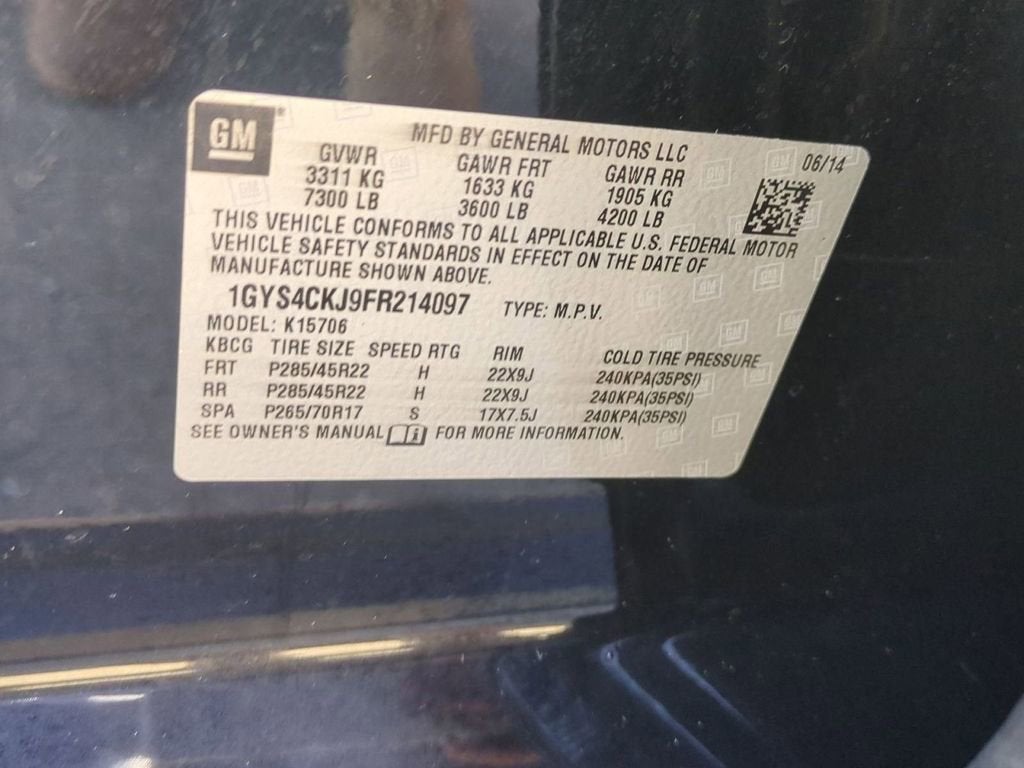 GM
MFD BY GENERAL MOTORS LLC 06/14
GVWR GAWR FRT GAWR RR
3311 KG 1633 KG 1905 KG
7300 LB 3600 LB 4200 LB
THIS VEHICLE CONFORMS TO ALL APPLICABLE U.S. FEDERAL MOTOR
VEHICLE SAFETY STANDARDS IN EFFECT ON THE DATE OF
MANUFACTURE SHOWN ABOVE.
1GYS4CKJ9FR214097 TYPE: M.P.V.
MODEL: K15706
KBCG TIRE SIZE SPEED RTG RIM COLD TIRE PRESSURE
FRT P285/45R22 H 22X9J 240KPA(35PSI)
RR P285/45R22 H 22X9J 240KPA(35PSI)
SPA P265/70R17 S 17X7.5J 240KPA(35PSI)
SEE OWNER'S MANUAL FOR MORE INFORMATION.